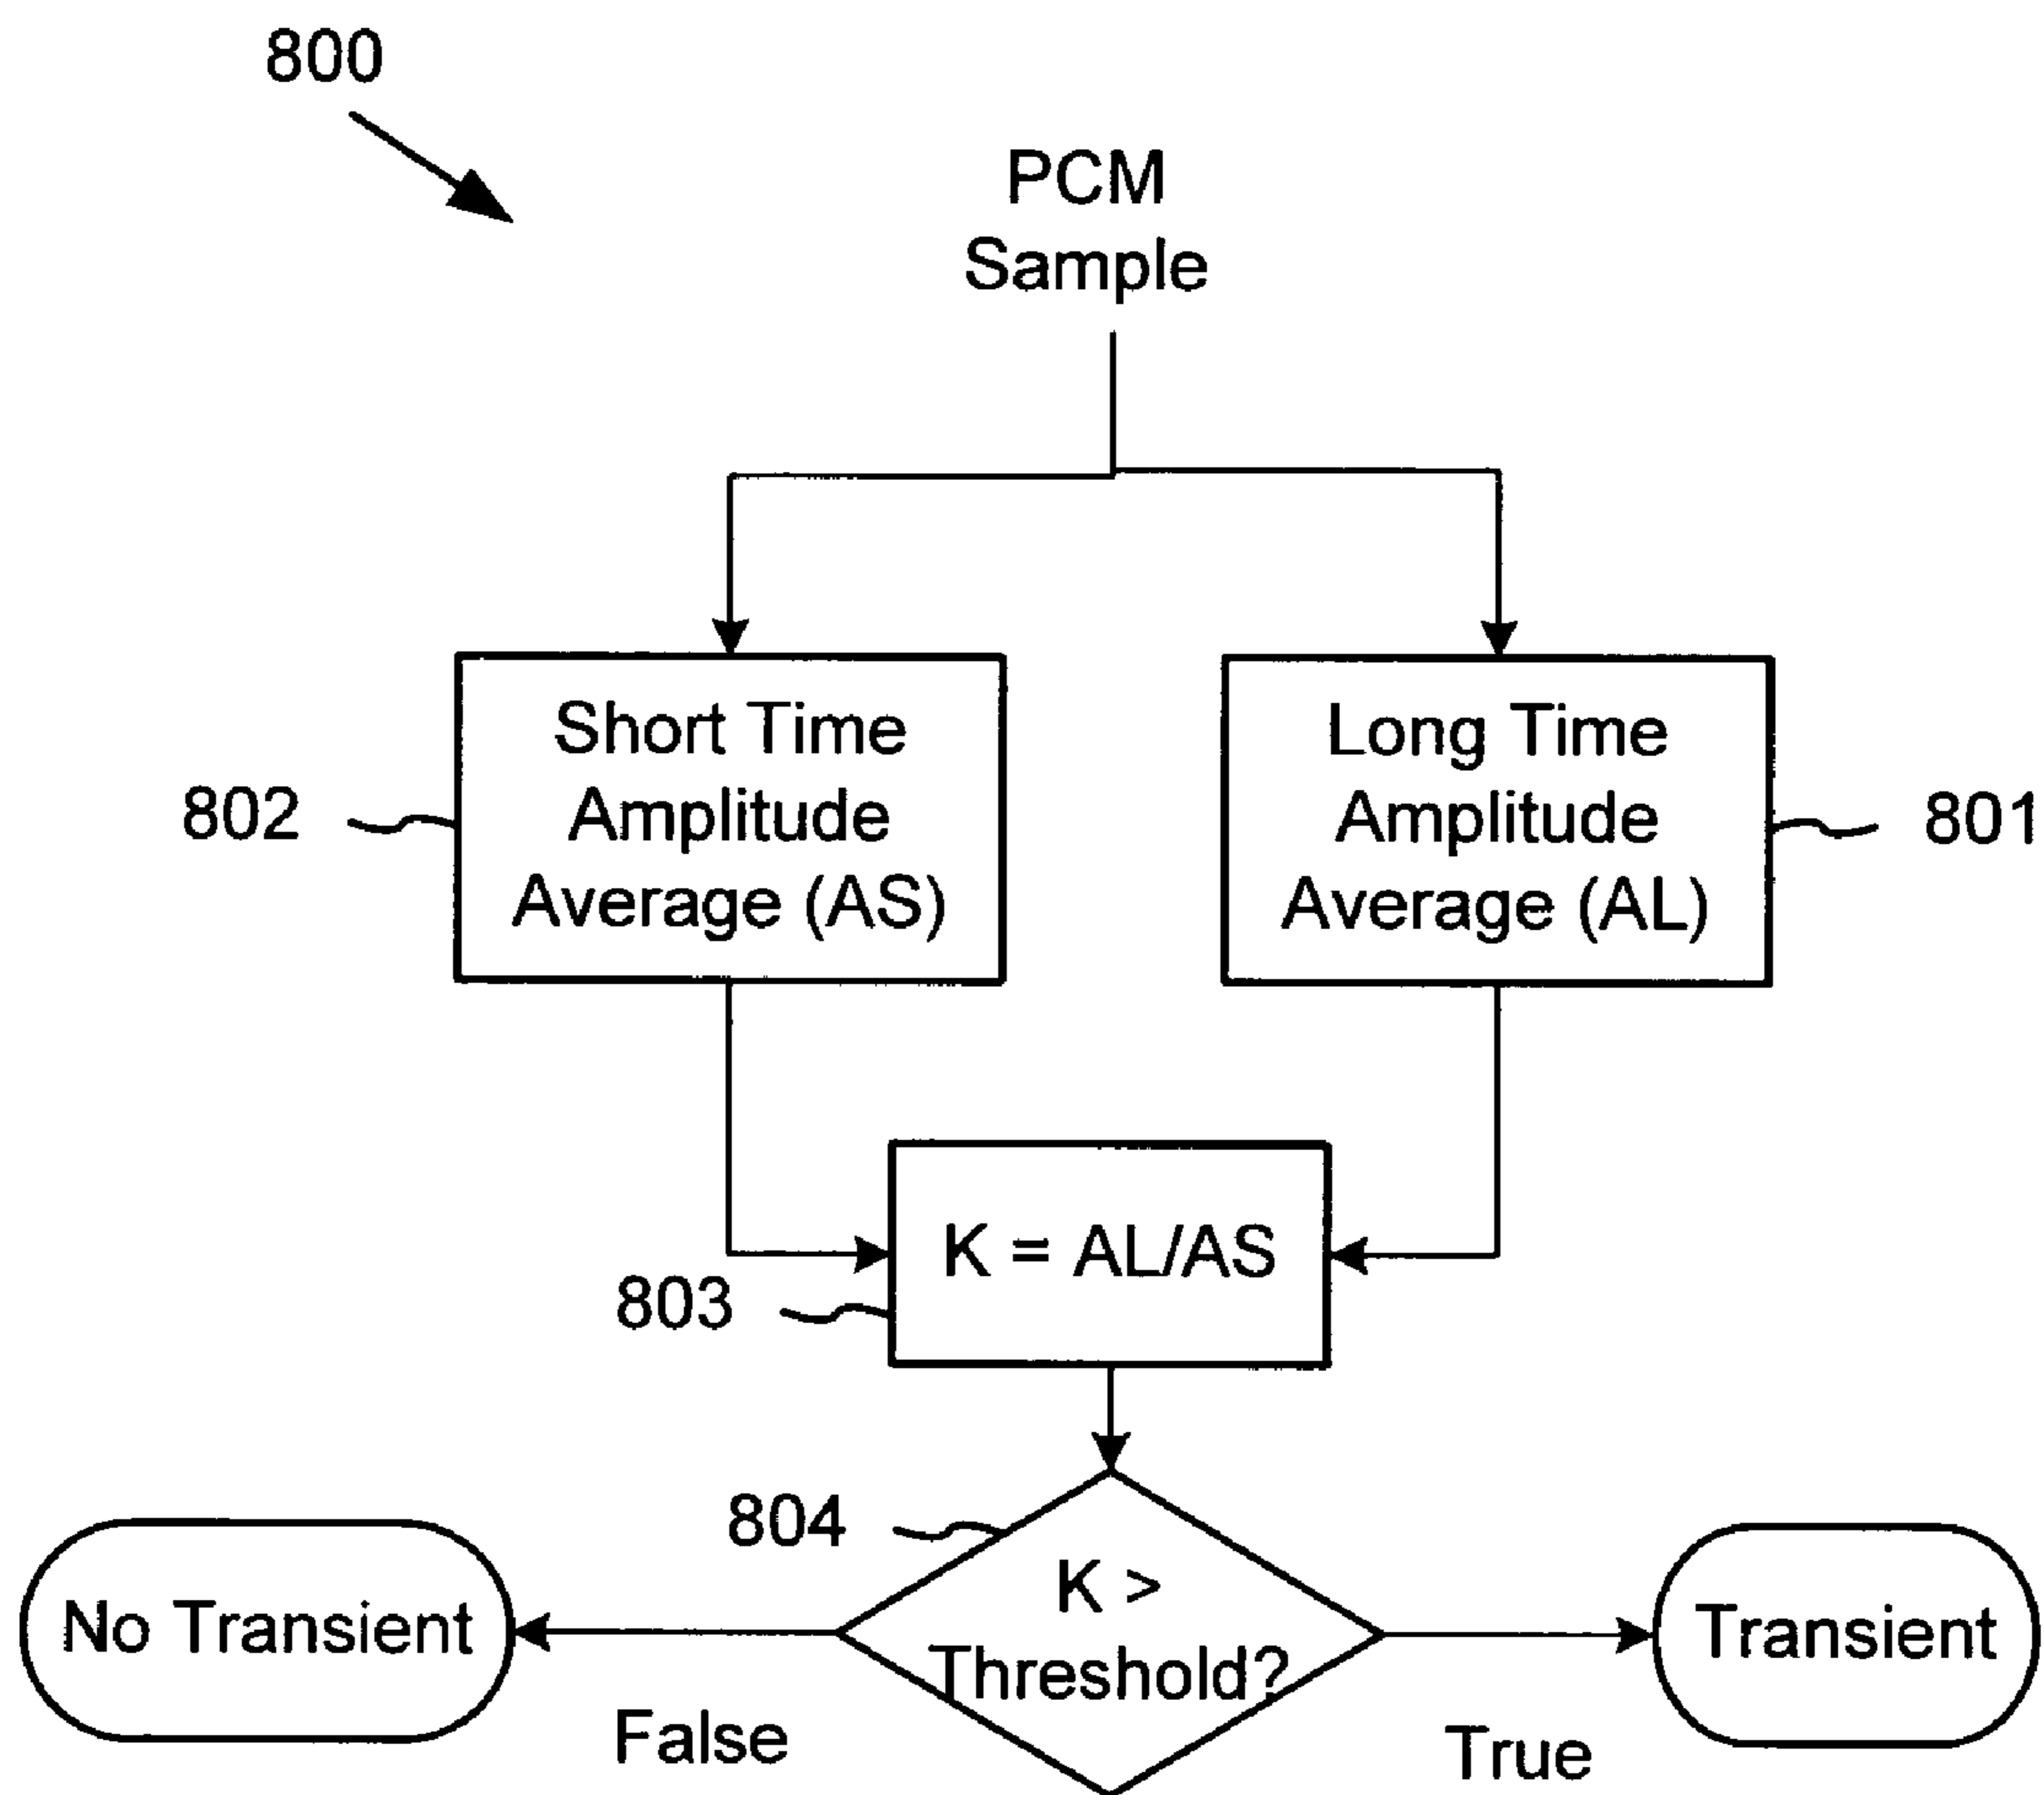 800
PCM
Sample
Short Time
Amplitude
Average (AS)
802
Long Time
Amplitude
Average (AL)
801
K = AL/AS
803
804
K >
Threshold?
No Transient
False
Transient
True